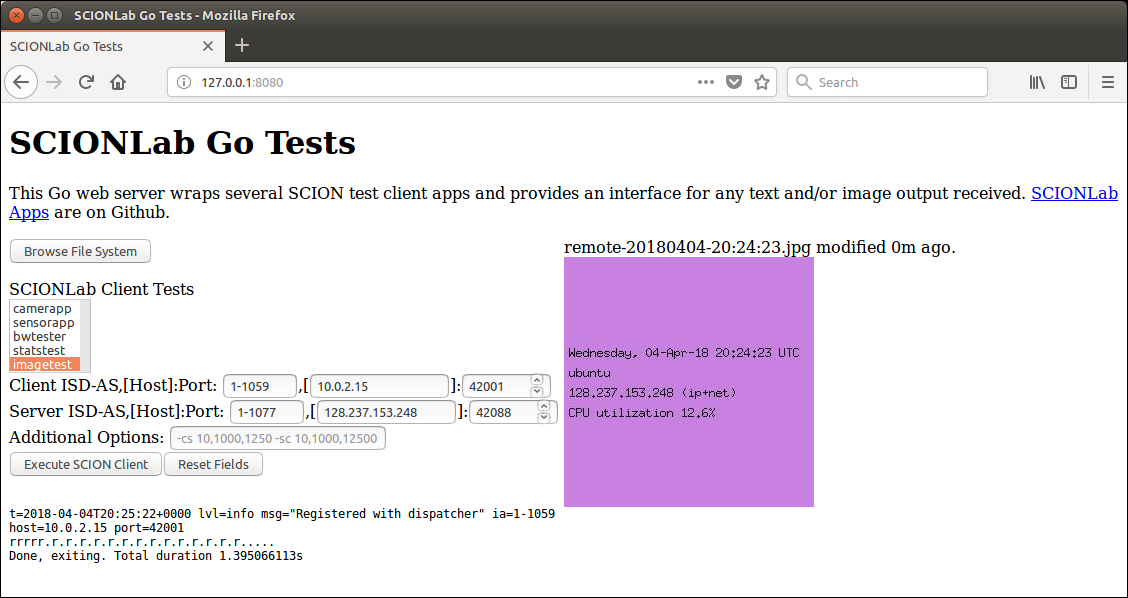 SCIONLab Go Tests - Mozilla Firefox
SCIONLab Go Tests
127.0.0.1:8080
Search
SCIONLab Go Tests
This Go web server wraps several SCION test client apps and provides an interface for any text and/or image output received. SCIONLab
Apps are on Github.
Browse File System
SCIONLab Client Tests
camerapp
sensorapp
bwtester
statstest
imagetest
Client ISD-AS,[Host]:Port: 1-1059 ,[ 10.0.2.15 ]: 42001
Server ISD-AS,[Host]:Port: 1-1077 ,[ 128.237.153.248 ]: 42088
Additional Options: -cs 10,1000,1250 -sc 10,1000,12500
Execute SCION Client Reset Fields
t=2018-04-04T20:25:22+0000 lvl=info msg="Registered with dispatcher" ia=1-1059
host=10.0.2.15 port=42001
rrrrr.r.r.r.r.r.r.r.r.r.r.r.r.r.r.r.r.r.r.r.....
Done, exiting. Total duration 1.395066113s
remote-20180404-20:24:23.jpg modified 0m ago.
Wednesday, 04-Apr-18 20:24:23 UTC
ubuntu
128.237.153.248 (ip+net)
CPU utilization 12.6%